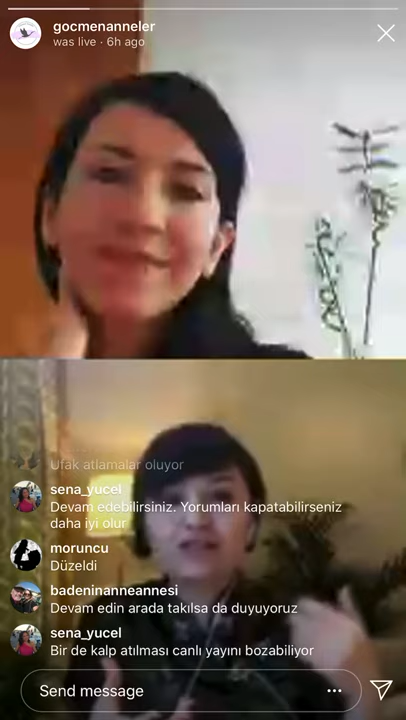 gocmenanneler
was live · 6h ago
Ufak atlamalar oluyor
sena_yucel
Devam edebilirsiniz. Yorumları kapatabilirseniz
daha iyi olur
moruncu
Düzeldi
badeninanneannesi
Devam edin arada takılsa da duyuyoruz
sena_yucel
Bir de kalp atılması canlı yayını bozabiliyor
Send message